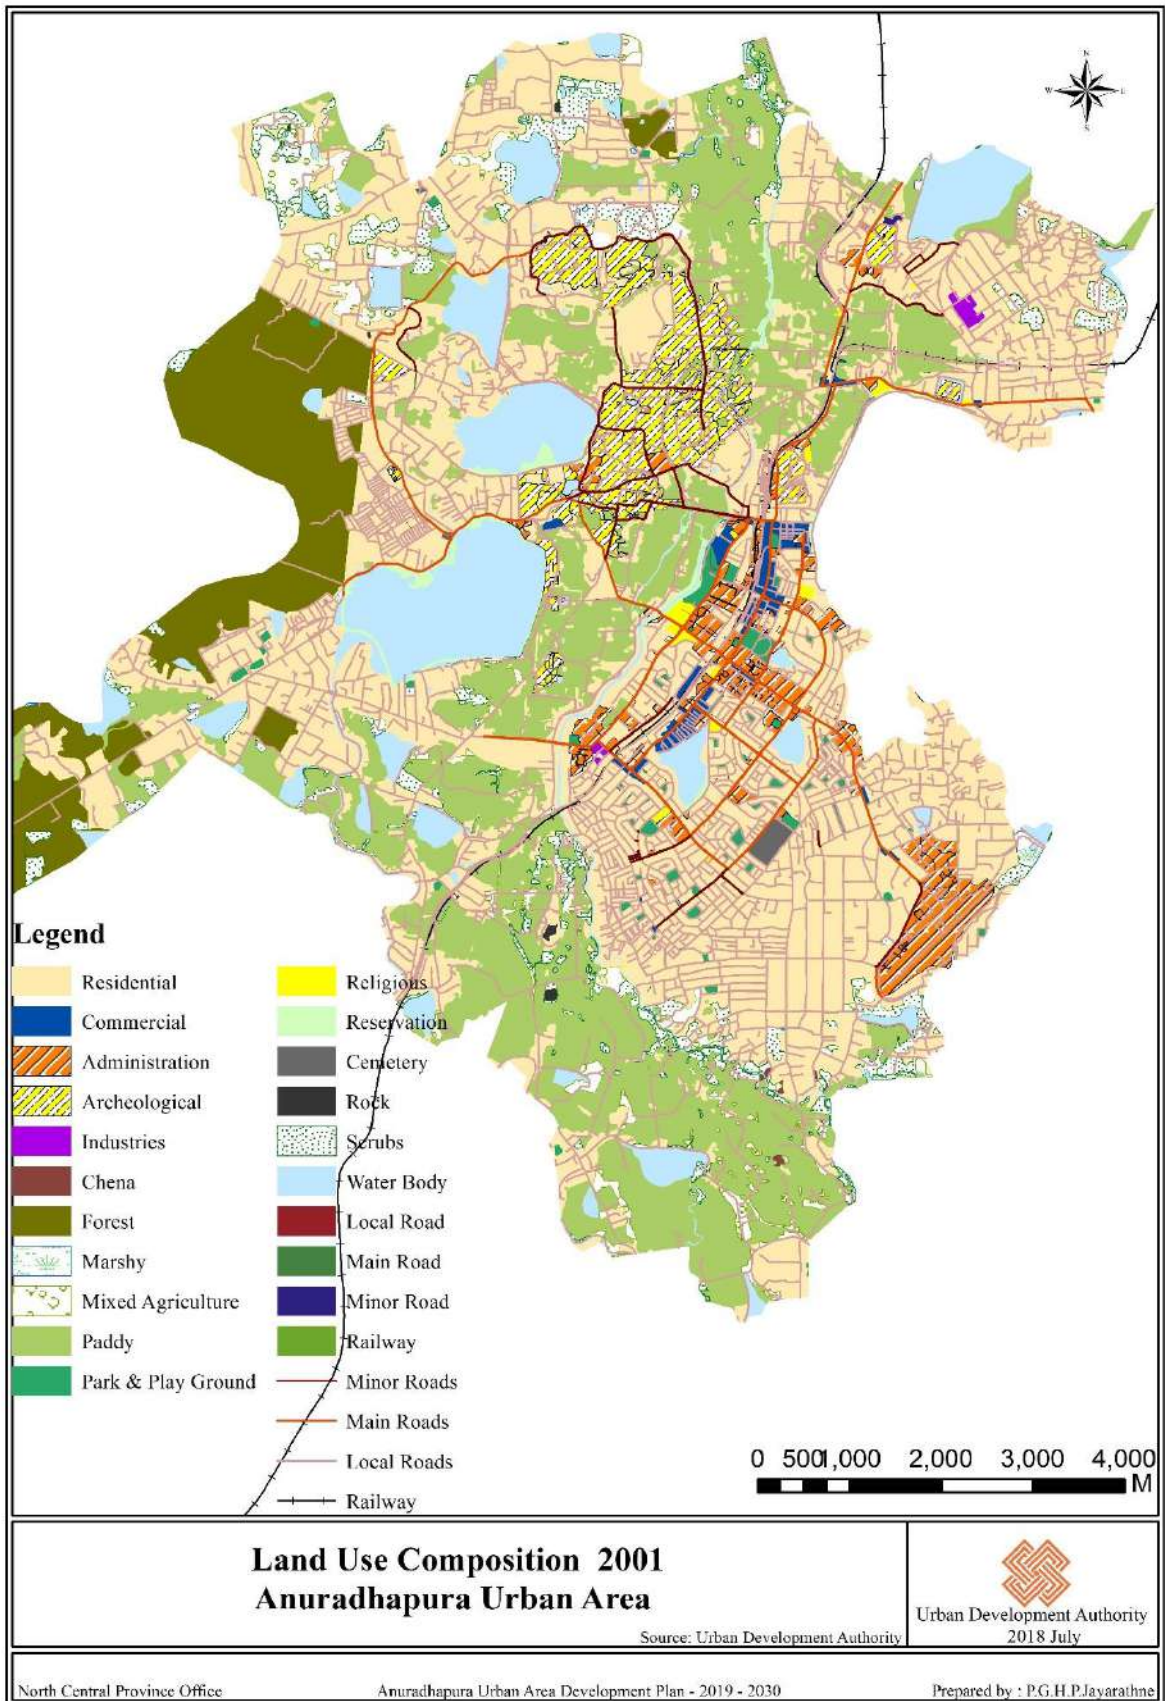 N
W E
S
Legend
Residential
Commercial
Administration
Archeological
Industries
Chena
Forest
Marshy
Mixed Agriculture
Paddy
Park & Play Ground
Religious
Reservation
Cemetery
Rock
Scrubs
Water Body
Local Road
Main Road
Minor Road
Railway
Minor Roads
Main Roads
Local Roads
Railway
0 500 1,000 2,000 3,000 4,000
M
Land Use Composition 2001
Anuradhapura Urban Area
Source: Urban Development Authority
Urban Development Authority
2018 July
North Central Province Office
Anuradhapura Urban Area Development Plan - 2019 - 2030
Prepared by : P.G.H.P.Jayarathne